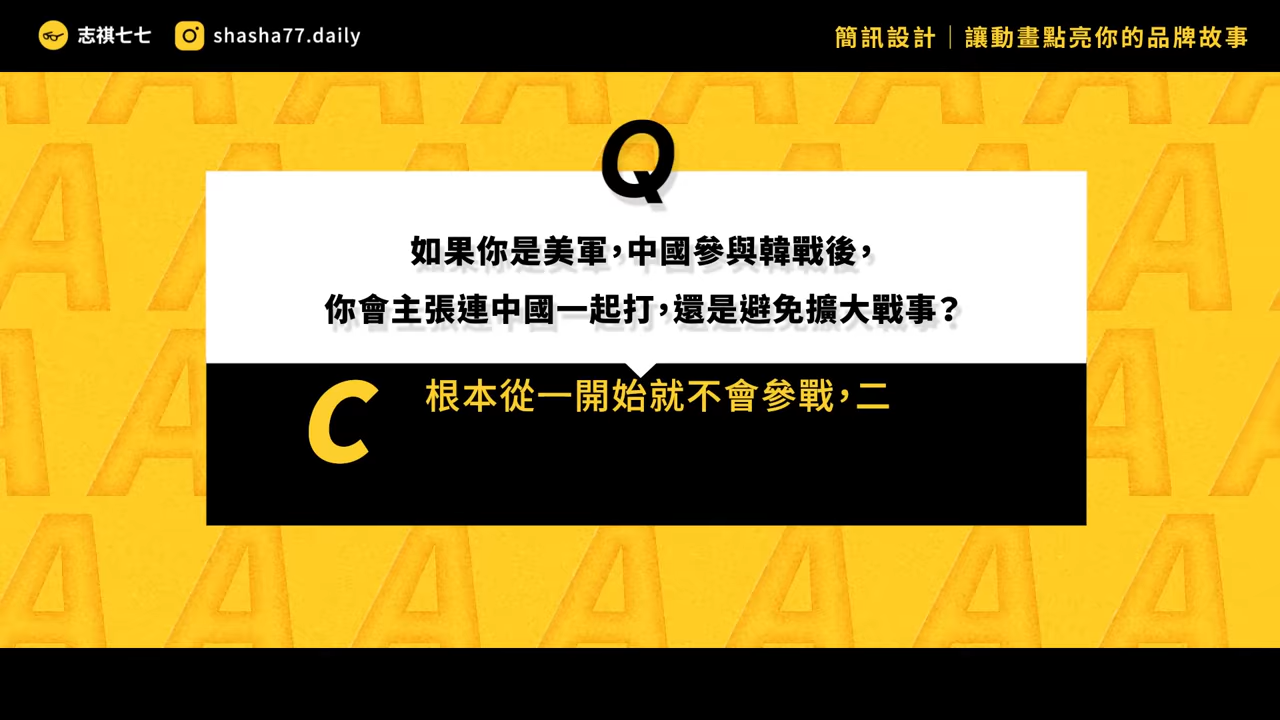 志祺七七 shasha77.daily 簡訊設計｜讓動畫點亮你的品牌故事
Q
如果你是美軍,中國參與韓戰後,
你會主張連中國一起打,還是避免擴大戰事?
C 根本從一開始就不會參戰,二